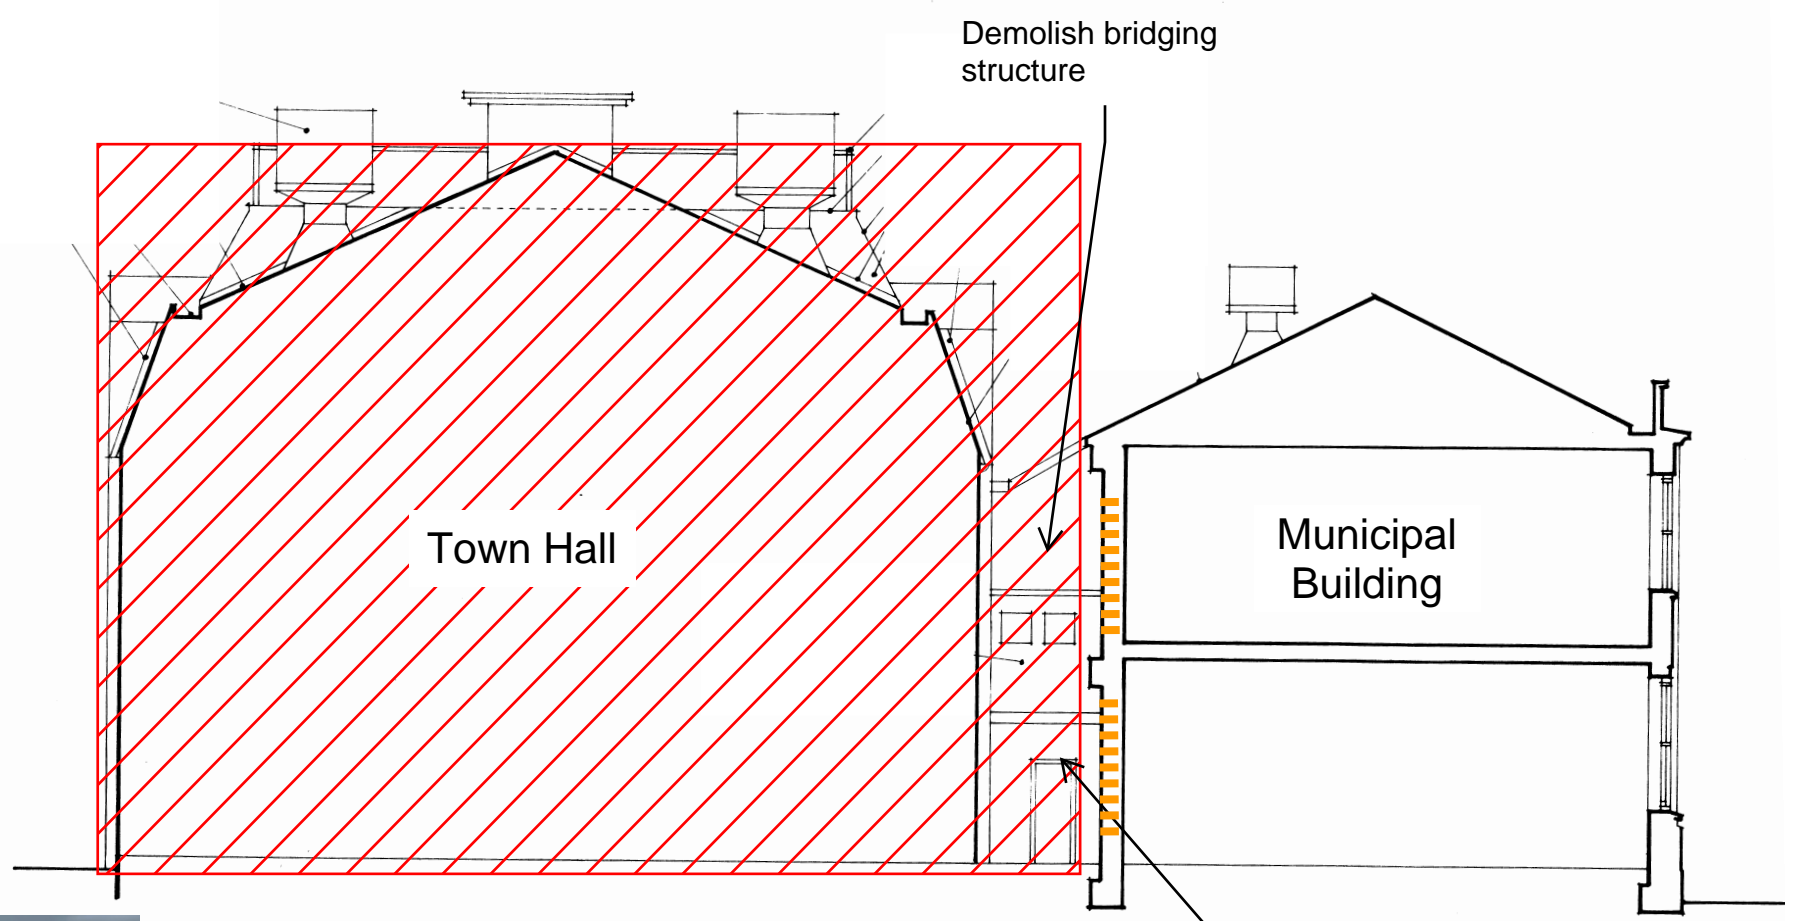 Demolish bridging
structure
Town Hall
Municipal
Building